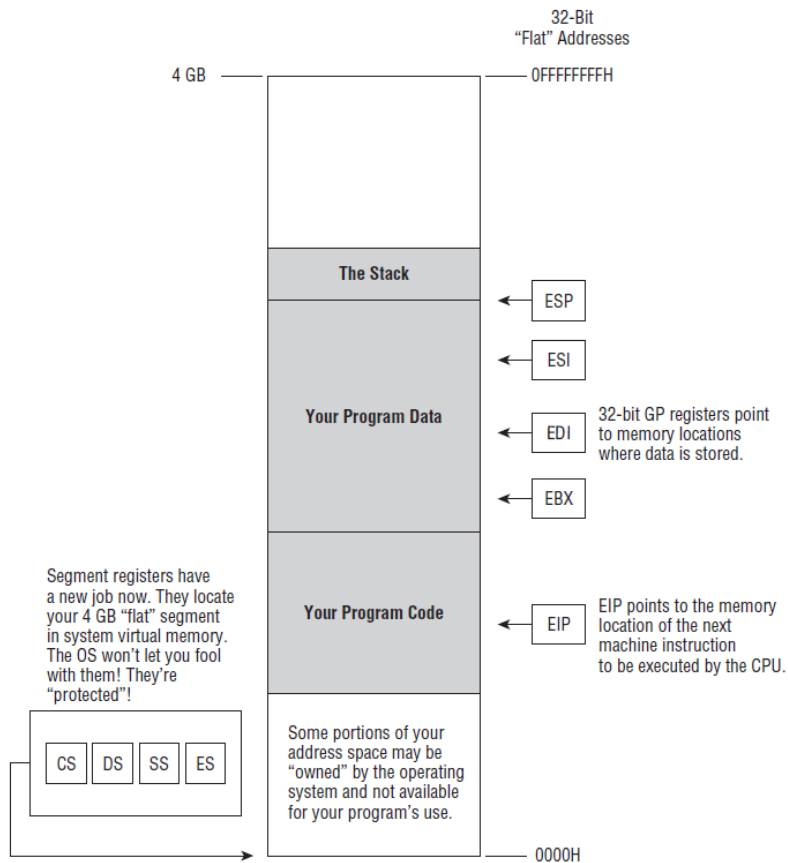 32-Bit
“Flat” Addresses
4 GB
0FFFFFFFFH
The Stack
ESP
ESI
Your Program Data
EDI
32-bit GP registers point
to memory locations
where data is stored.
EBX
Segment registers have
a new job now. They locate
your 4 GB “flat” segment
in system virtual memory.
The OS won’t let you fool
with them! They’re
“protected”!
Your Program Code
EIP
EIP points to the memory
location of the next
machine instruction
to be executed by the CPU.
CS DS SS ES
Some portions of your
address space may be
“owned” by the operating
system and not available
for your program’s use.
0000H